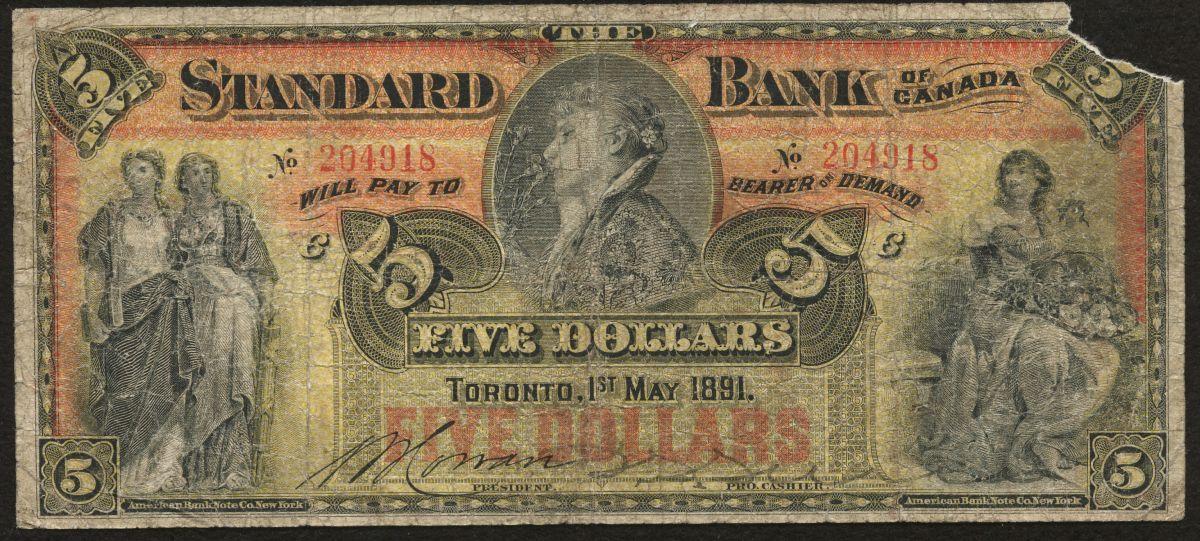 THE
5 FIVE
STANDARD BANK OF CANADA
5 FIVE
No 204918
No 204918
WILL PAY TO
BEARER ON DEMAND
5
5
FIVE DOLLARS
TORONTO, 1ST MAY 1891.
FIVE DOLLARS
PRESIDENT.
PRO. CASHIER.
5
5
American Bank Note Co. New York
American Bank Note Co. New York